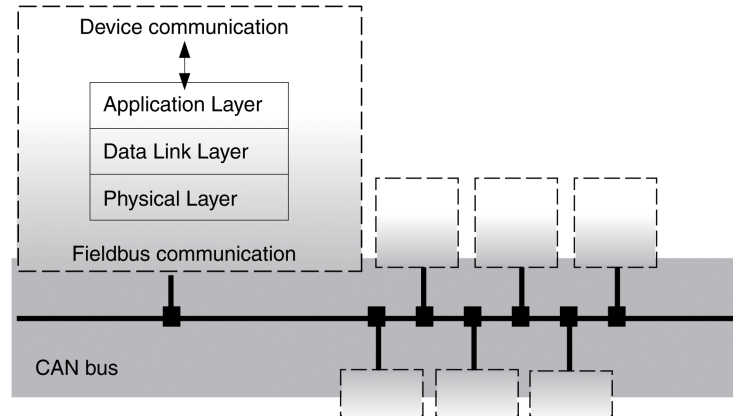 Device communication
Application Layer
Data Link Layer
Physical Layer
Fieldbus communication
CAN bus